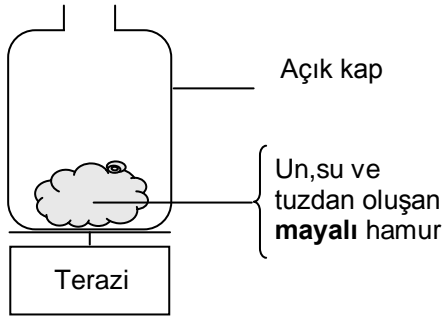 Açık kap
Un,su ve
tuzdan oluşan
mayalı hamur
Terazi